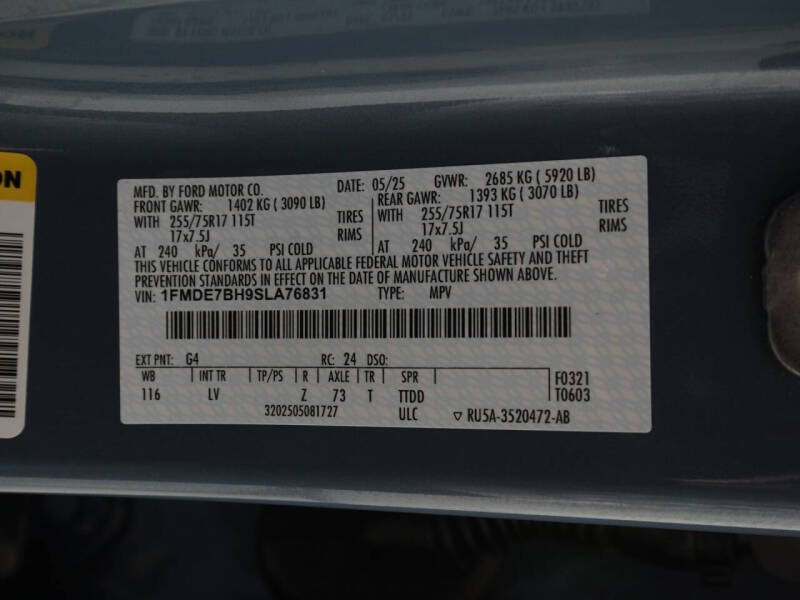 ON
MFD. BY FORD MOTOR CO. DATE: 05/25 GVWR: 2685 KG ( 5920 LB)
FRONT GAWR: 1402 KG ( 3090 LB) REAR GAWR: 1393 KG ( 3070 LB)
WITH 255/75R17 115T TIRES WITH 255/75R17 115T TIRES
17x7.5J RIMS 17x7.5J RIMS
AT 240 kPa/ 35 PSI COLD AT 240 kPa/ 35 PSI COLD
THIS VEHICLE CONFORMS TO ALL APPLICABLE FEDERAL MOTOR VEHICLE SAFETY AND THEFT
PREVENTION STANDARDS IN EFFECT ON THE DATE OF MANUFACTURE SHOWN ABOVE.
VIN: 1FMDE7BH9SLA76831 TYPE: MPV
EXT PNT: G4 RC: 24 DSO:
WB INT TR TP/PS R AXLE TR SPR F0321
116 LV Z 73 T TTDD T0603
3202505081727 ULC ▽ RU5A-3520472-AB